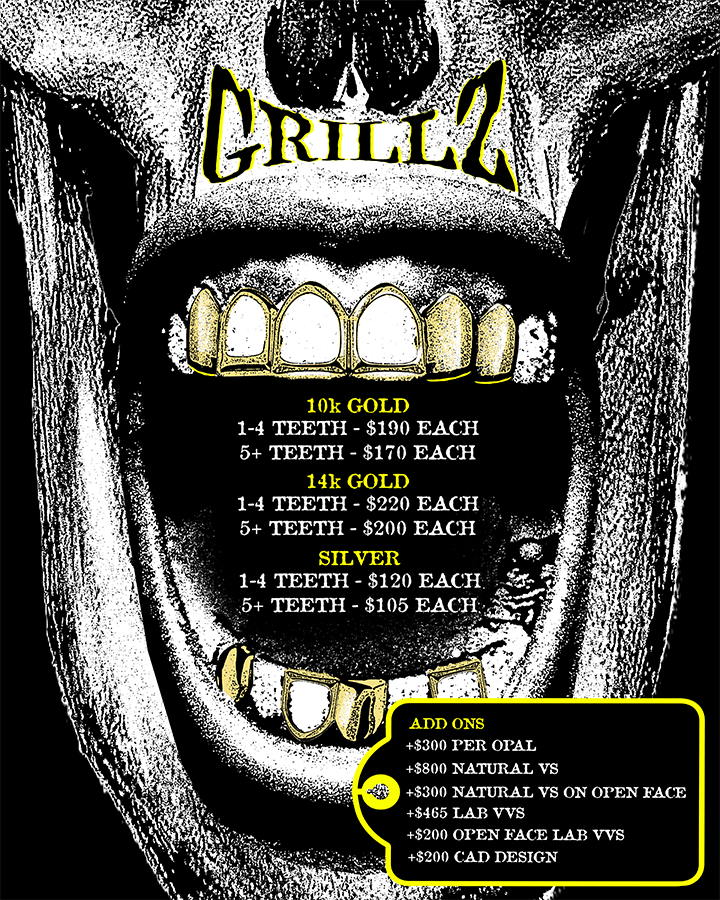 GRILLZ
10k GOLD
1-4 TEETH - $190 EACH
5+ TEETH - $170 EACH
14k GOLD
1-4 TEETH - $220 EACH
5+ TEETH - $200 EACH
SILVER
1-4 TEETH - $120 EACH
5+ TEETH - $105 EACH
ADD ONS
+$300 PER OPAL
+$800 NATURAL VS
+$300 NATURAL VS ON OPEN FACE
+$465 LAB VVS
+$200 OPEN FACE LAB VVS
+$200 CAD DESIGN